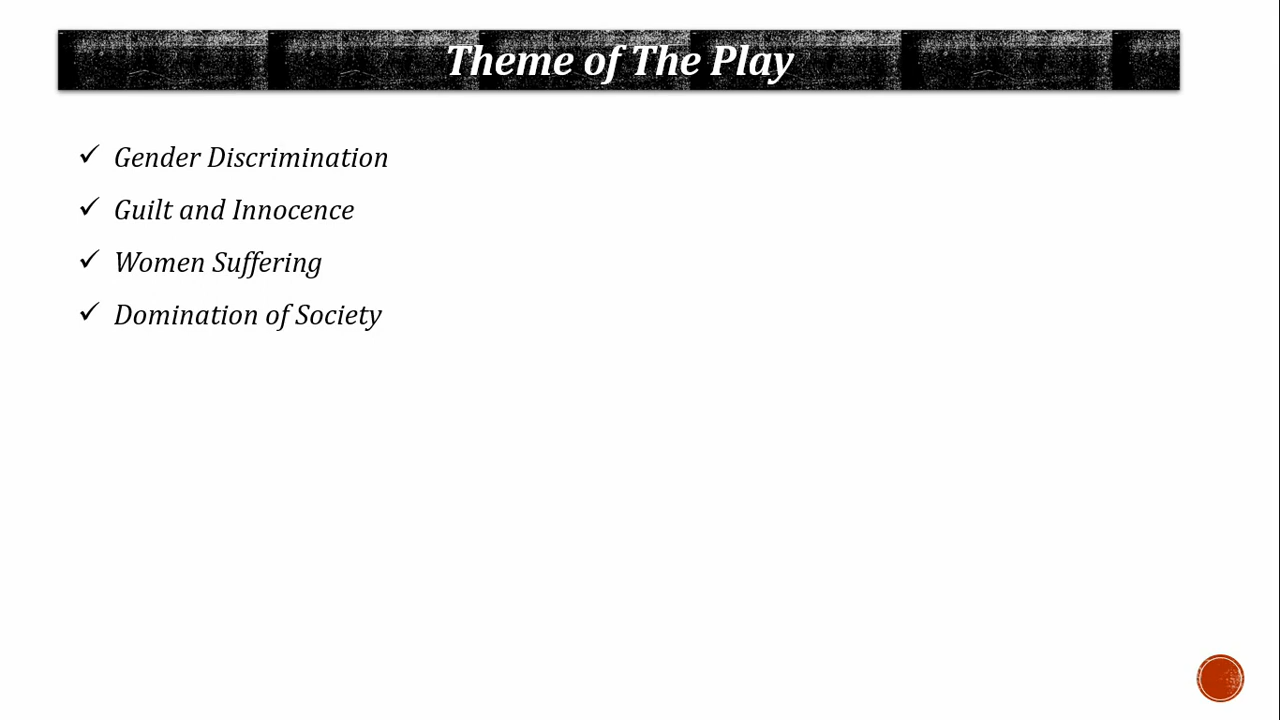 Theme of The Play
✓ Gender Discrimination
✓ Guilt and Innocence
✓ Women Suffering
✓ Domination of Society